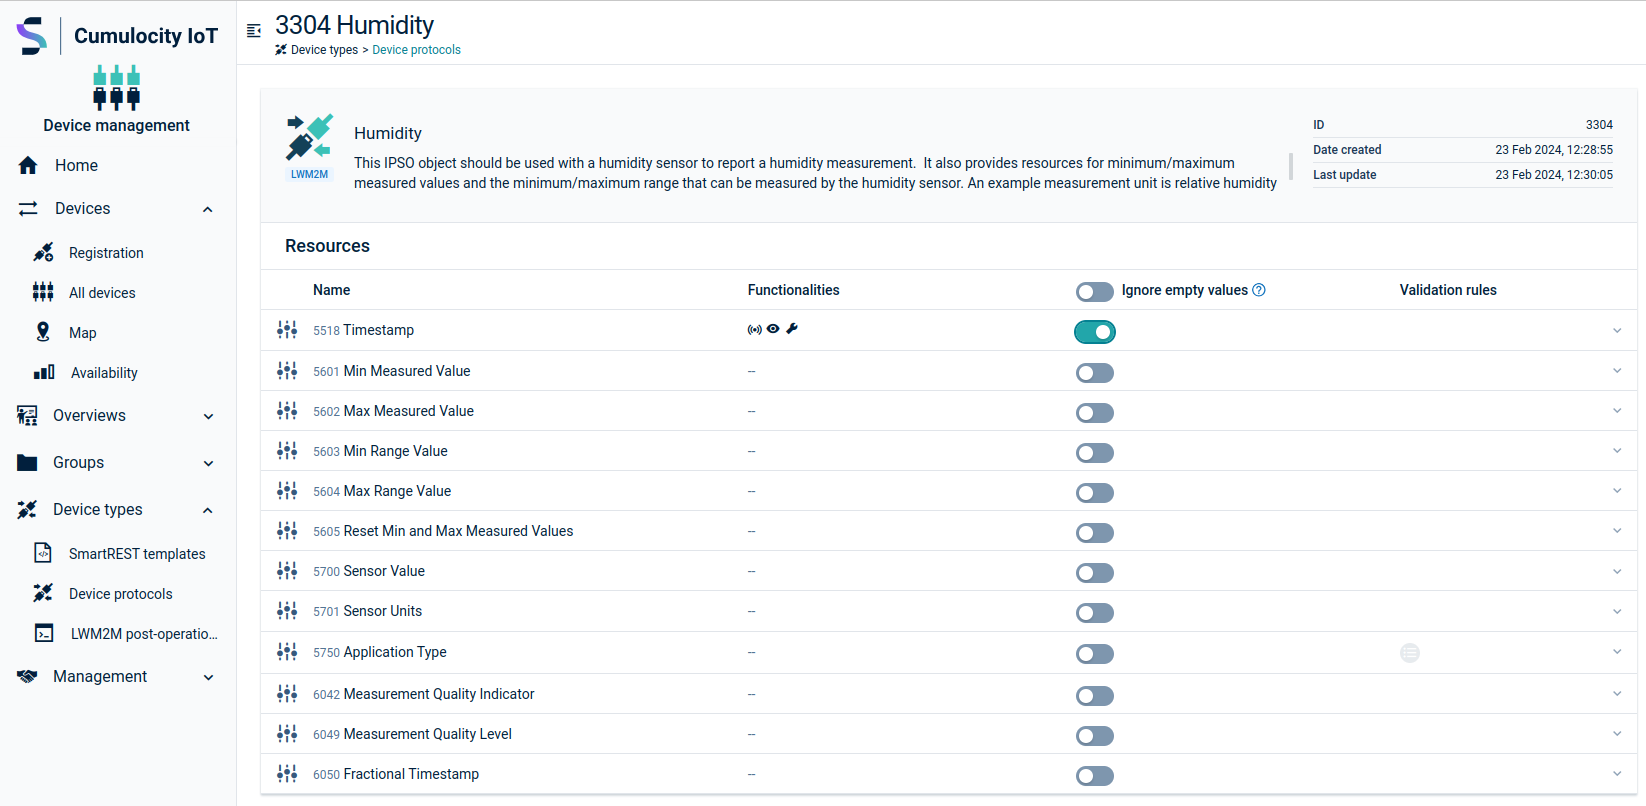 Cumulocity IoT
Device management
Home
Devices
Registration
All devices
Map
Availability
Overviews
Groups
Device types
SmartREST templates
Device protocols
LWM2M post-operatio...
Management
3304 Humidity
Device types > Device protocols
LWM2M
Humidity
This IPSO object should be used with a humidity sensor to report a humidity measurement. It also provides resources for minimum/maximum
measured values and the minimum/maximum range that can be measured by the humidity sensor. An example measurement unit is relative humidity
ID 3304
Date created 23 Feb 2024, 12:28:55
Last update 23 Feb 2024, 12:30:05
Resources
Name Functionalities Ignore empty values Validation rules
5518 Timestamp
5601 Min Measured Value --
5602 Max Measured Value --
5603 Min Range Value --
5604 Max Range Value --
5605 Reset Min and Max Measured Values --
5700 Sensor Value --
5701 Sensor Units --
5750 Application Type --
6042 Measurement Quality Indicator --
6049 Measurement Quality Level --
6050 Fractional Timestamp --